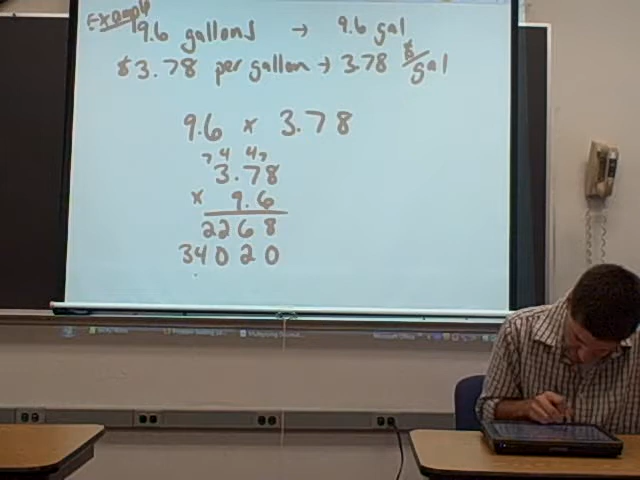 Example
9.6 gallons → 9.6 gal
$3.78 per gallon → 3.78 $/gal
9.6 × 3.78
7 4 4 7
3.78
× 9.6
2268
34020